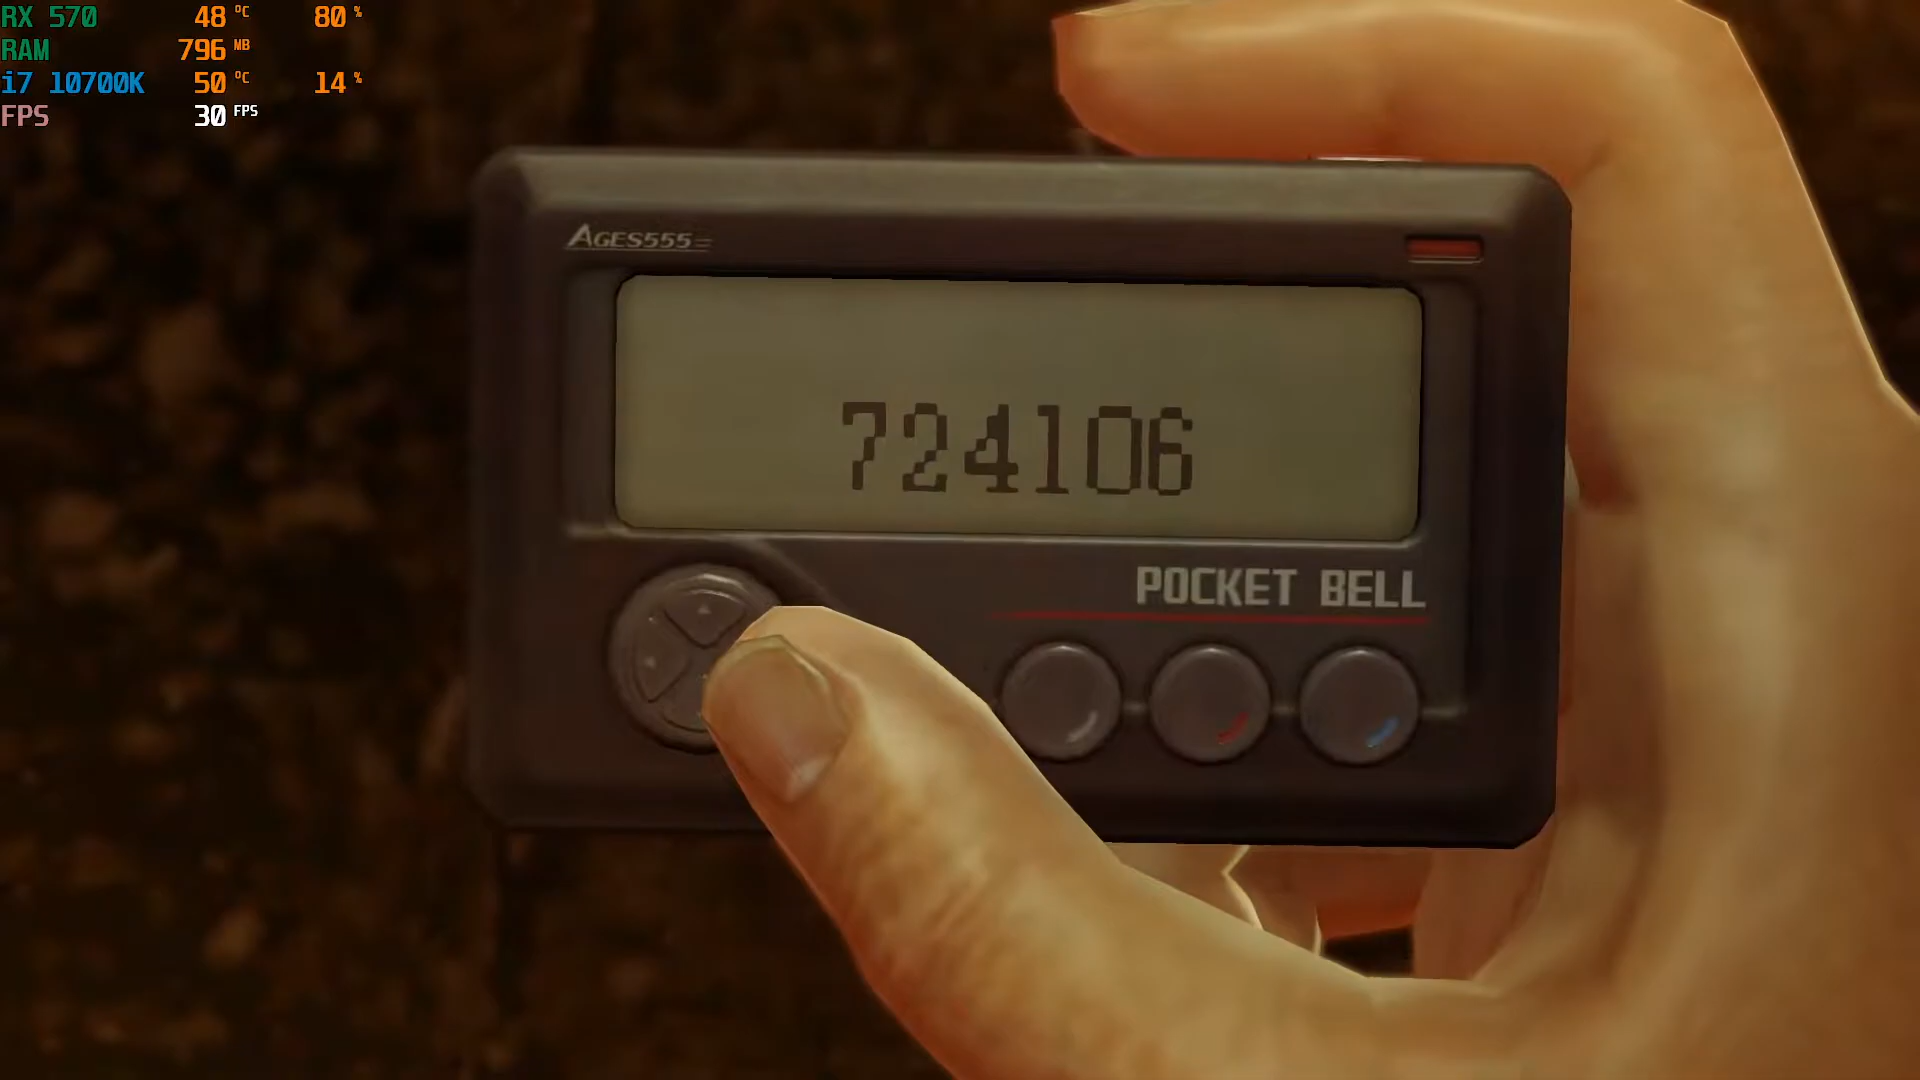 RX 570 48 °C 80 %
RAM 796 MB
i7 10700K 50 °C 14 %
FPS 30 FPS
AGES555
724106
POCKET BELL